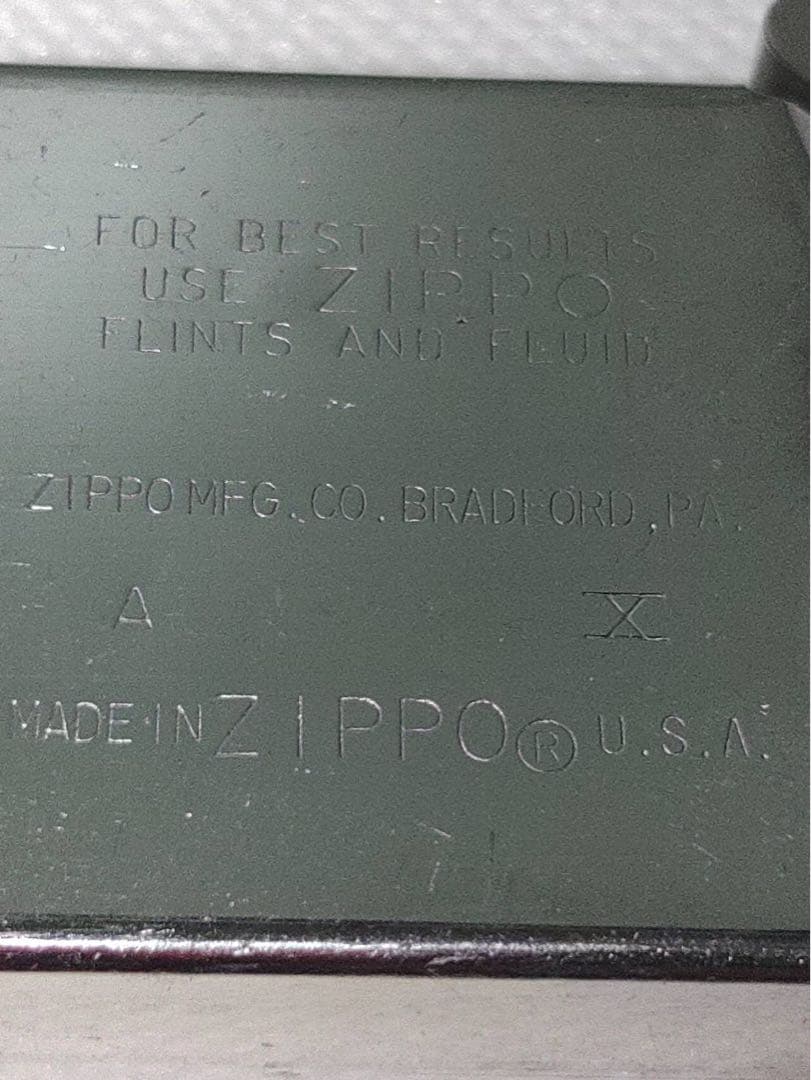 FOR BEST RESULTS
USE ZIPPO
FLINTS AND FLUID
ZIPPO MFG. CO. BRADFORD, PA.
A X
MADE IN ZIPPO® U.S.A.